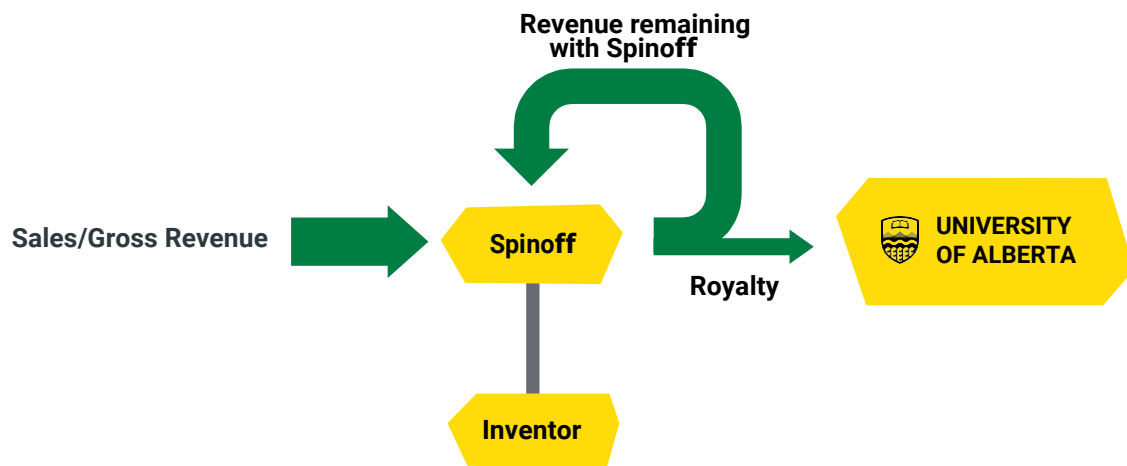 Revenue remaining
with Spinoff
Sales/Gross Revenue
Spinoff
UNIVERSITY
OF ALBERTA
Royalty
Inventor